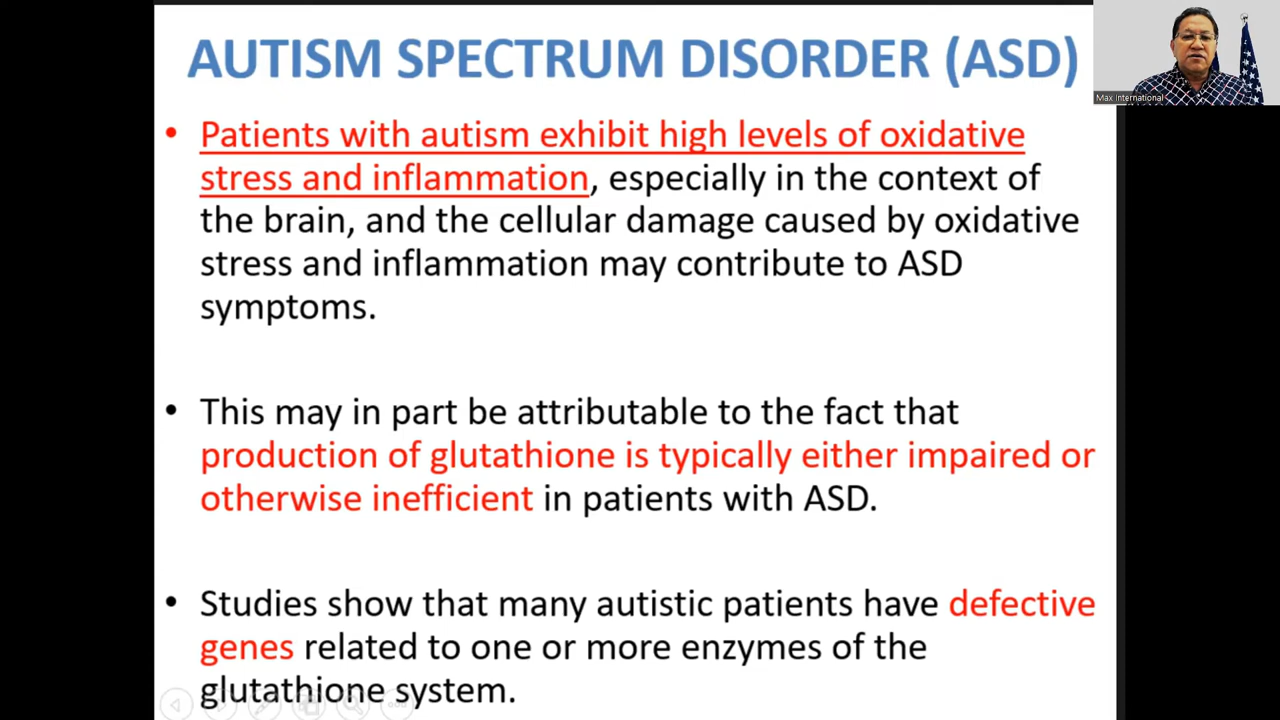 AUTISM SPECTRUM DISORDER (ASD)
Max International
• Patients with autism exhibit high levels of oxidative
stress and inflammation, especially in the context of
the brain, and the cellular damage caused by oxidative
stress and inflammation may contribute to ASD
symptoms.
• This may in part be attributable to the fact that
production of glutathione is typically either impaired or
otherwise inefficient in patients with ASD.
• Studies show that many autistic patients have defective
genes related to one or more enzymes of the
glutathione system.